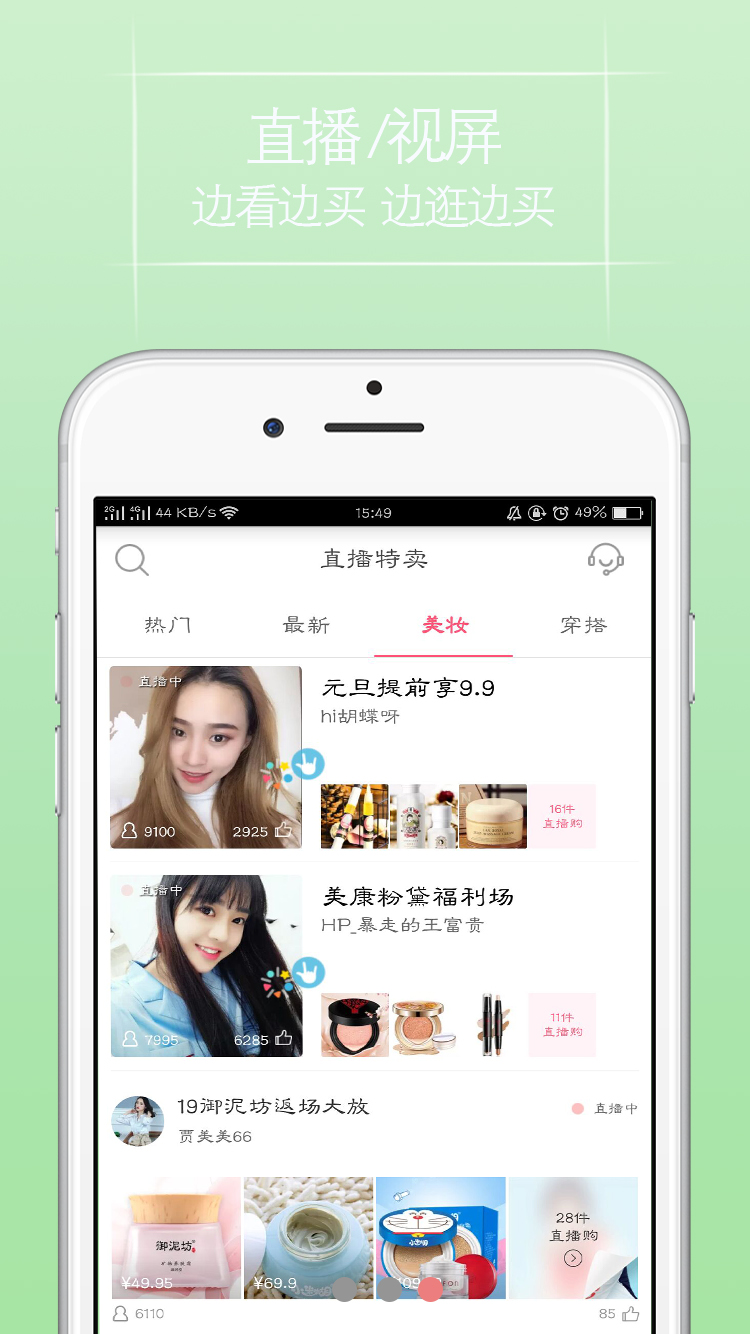 直播/视屏
边看边买 边逛边买
2G 4G 44 KB/s 15:49 49%
直播特卖
热门 最新 美妆 穿搭
直播中
元旦提前享9.9
hi胡蝶呀
9100 2925
16件
直播购
直播中
美康粉黛福利场
HP_暴走的王富贵
7995 6285
11件
直播购
19御泥坊返场大放
贾美美66
直播中
御泥坊
28件
直播购
¥49.95 ¥69.9
6110 85